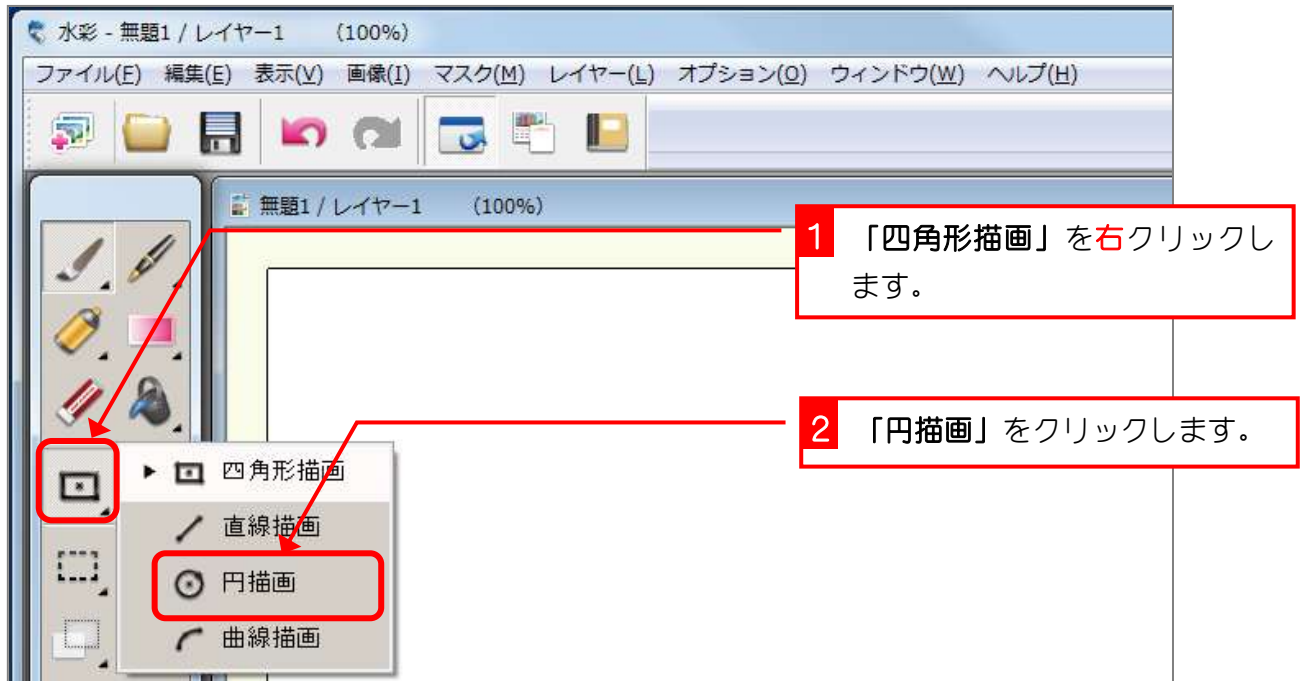 水彩 - 無題1 / レイヤー1 (100%)
ファイル(F) 編集(E) 表示(V) 画像(I) マスク(M) レイヤー(L) オプション(O) ウィンドウ(W) ヘルプ(H)
無題1 / レイヤー1 (100%)
1 「四角形描画」を右クリックし
ます。
2 「円描画」をクリックします。
四角形描画
直線描画
円描画
曲線描画